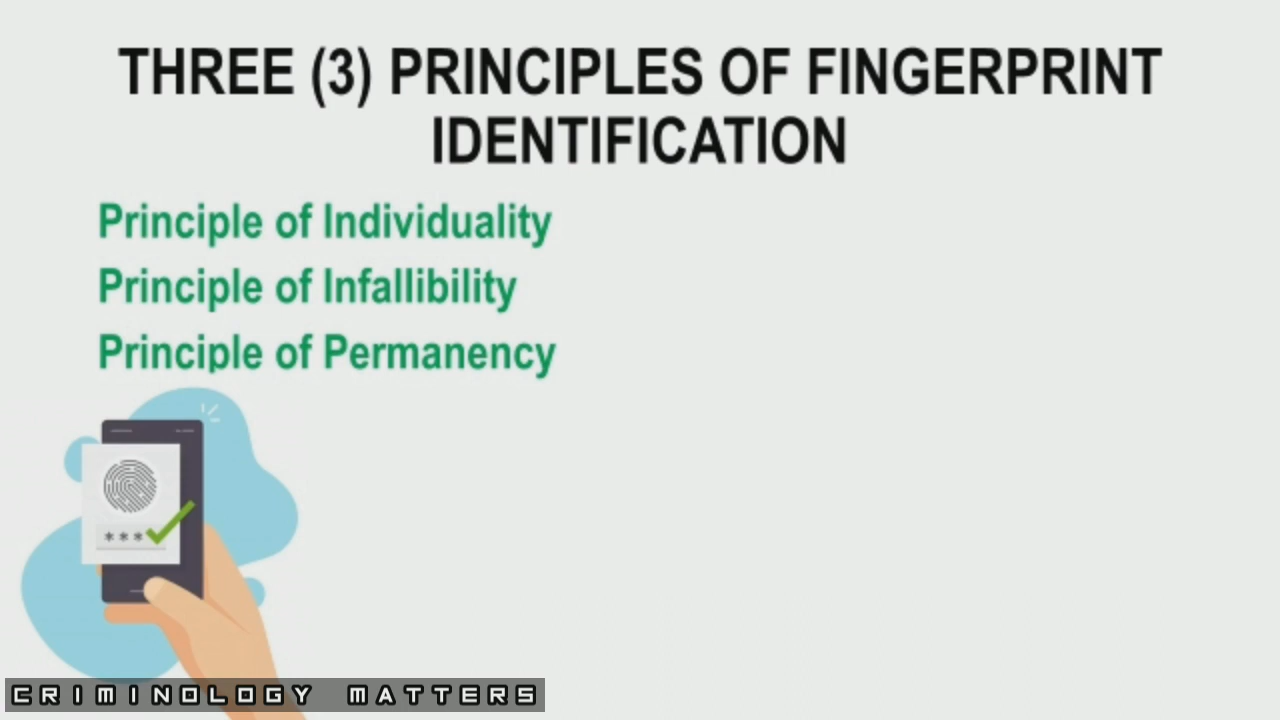 THREE (3) PRINCIPLES OF FINGERPRINT
IDENTIFICATION
Principle of Individuality
Principle of Infallibility
Principle of Permanency
***
CRIMINOLOGY MATTERS